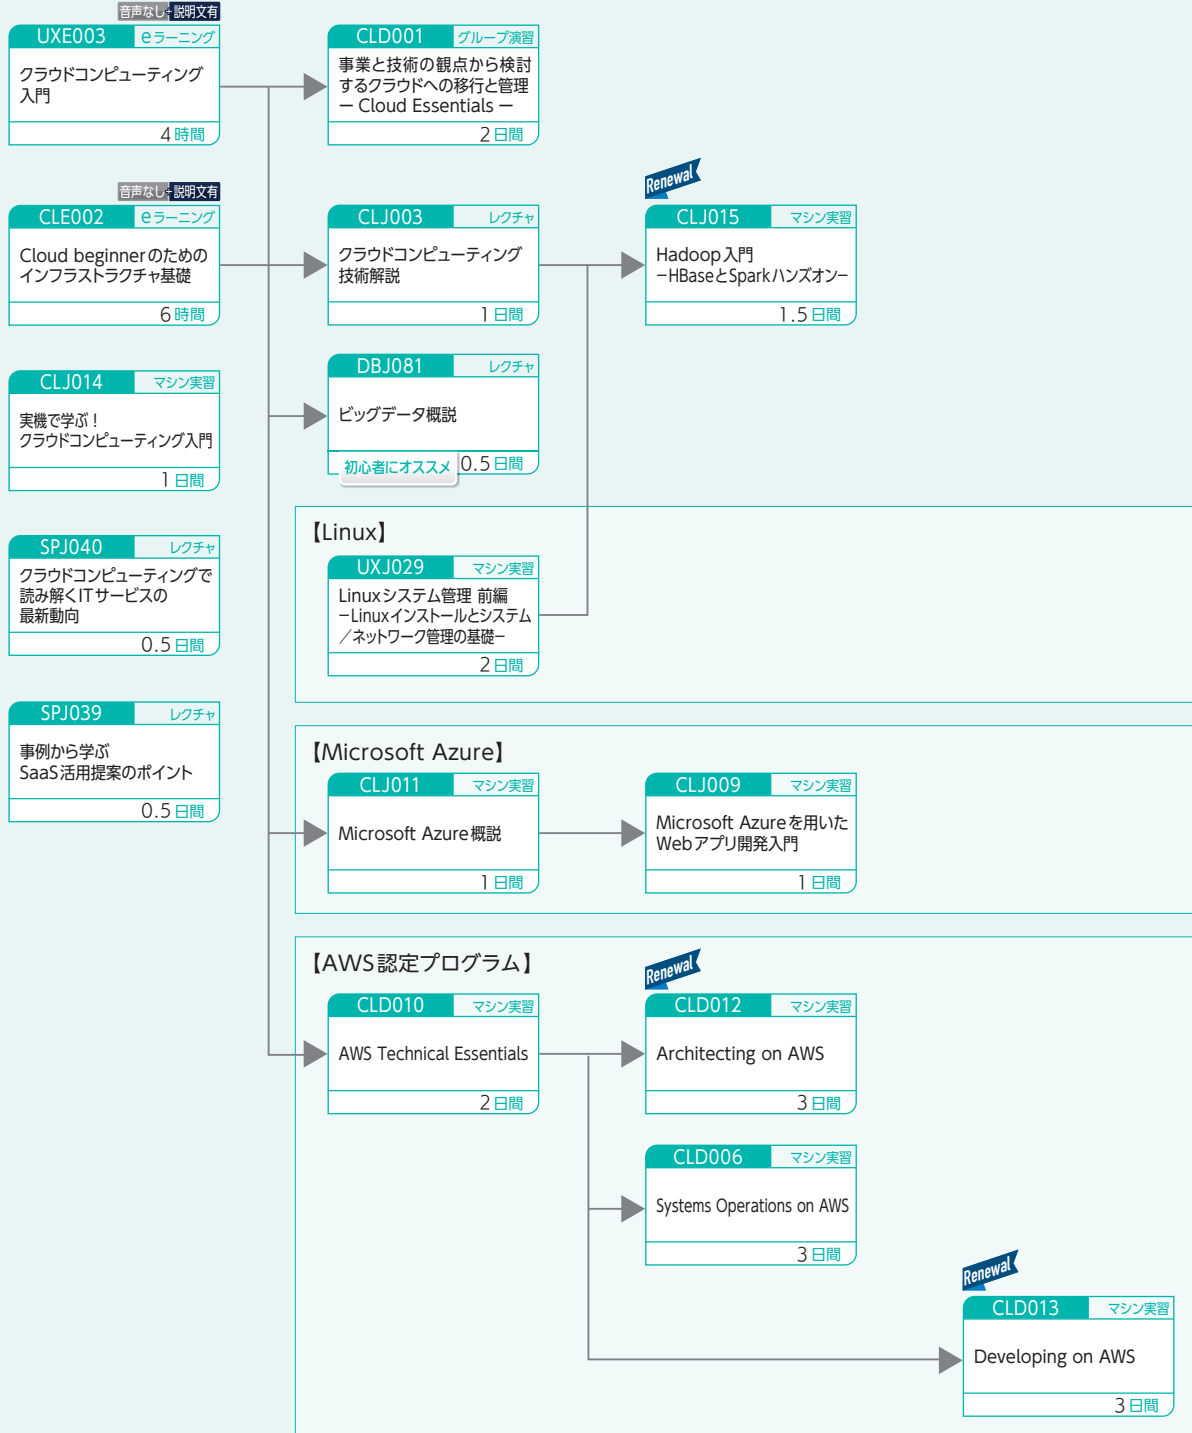 音声なし+説明文有
UXE003 eラーニング
クラウドコンピューティング
入門
4時間
CLD001 グループ演習
事業と技術の観点から検討
するクラウドへの移行と管理
ー Cloud Essentials ー
2日間
音声なし+説明文有
CLE002 eラーニング
Cloud beginnerのための
インフラストラクチャ基礎
6時間
CLJ003 レクチャ
クラウドコンピューティング
技術解説
1日間
Renewal
CLJ015 マシン実習
Hadoop入門
−HBaseとSparkハンズオン−
1.5日間
CLJ014 マシン実習
実機で学ぶ！
クラウドコンピューティング入門
1日間
DBJ081 レクチャ
ビッグデータ概説
初心者にオススメ
0.5日間
SPJ040 レクチャ
クラウドコンピューティングで
読み解くITサービスの
最新動向
0.5日間
【Linux】
UXJ029 マシン実習
Linuxシステム管理 前編
−Linuxインストールとシステム
／ネットワーク管理の基礎−
2日間
SPJ039 レクチャ
事例から学ぶ
SaaS活用提案のポイント
0.5日間
【Microsoft Azure】
CLJ011 マシン実習
Microsoft Azure概説
1日間
CLJ009 マシン実習
Microsoft Azureを用いた
Webアプリ開発入門
1日間
【AWS認定プログラム】
CLD010 マシン実習
AWS Technical Essentials
2日間
Renewal
CLD012 マシン実習
Architecting on AWS
3日間
CLD006 マシン実習
Systems Operations on AWS
3日間
Renewal
CLD013 マシン実習
Developing on AWS
3日間